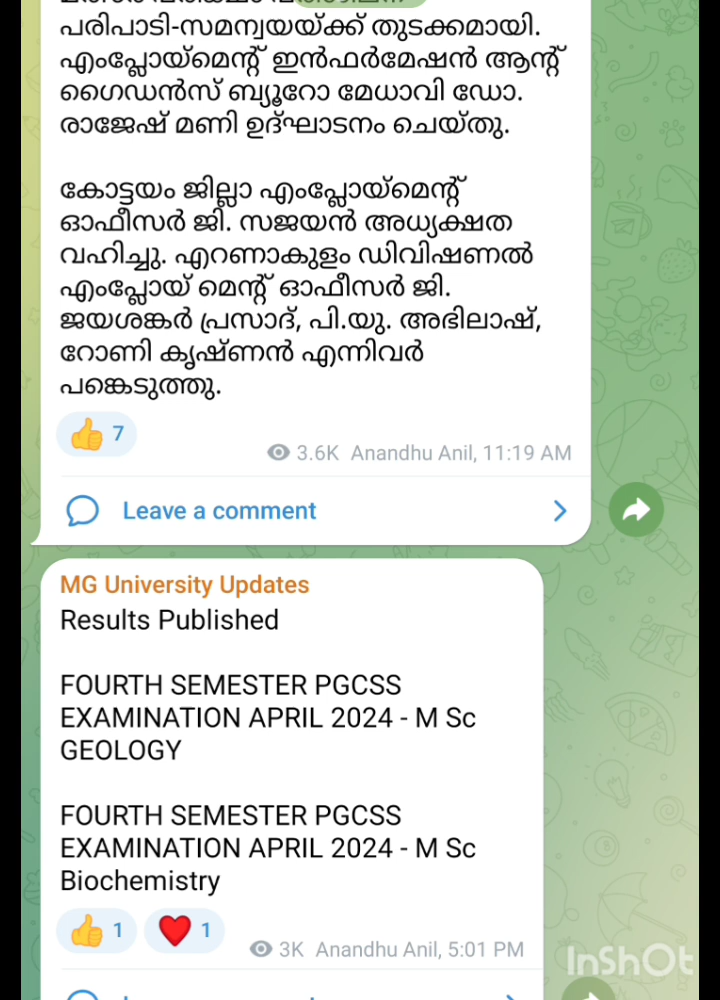 പരിപാടി-സമന്വയയ്ക്ക് തുടക്കമായി.
എംപ്ലോയ്മെന്റ് ഇൻഫർമേഷൻ ആന്റ്
ഗൈഡൻസ് ബ്യൂറോ മേധാവി ഡോ.
രാജേഷ് മണി ഉദ്ഘാടനം ചെയ്തു.
കോട്ടയം ജില്ലാ എംപ്ലോയ്മെന്റ്
ഓഫീസർ ജി. സജയൻ അധ്യക്ഷത
വഹിച്ചു. എറണാകുളം ഡിവിഷണൽ
എംപ്ലോയ് മെന്റ് ഓഫീസർ ജി.
ജയശങ്കർ പ്രസാദ്, പി.യു. അഭിലാഷ്,
റോണി കൃഷ്ണൻ എന്നിവർ
പങ്കെടുത്തു.
7
3.6K Anandhu Anil, 11:19 AM
Leave a comment
MG University Updates
Results Published
FOURTH SEMESTER PGCSS
EXAMINATION APRIL 2024 - M Sc
GEOLOGY
FOURTH SEMESTER PGCSS
EXAMINATION APRIL 2024 - M Sc
Biochemistry
1 1
3K Anandhu Anil, 5:01 PM
InShOt